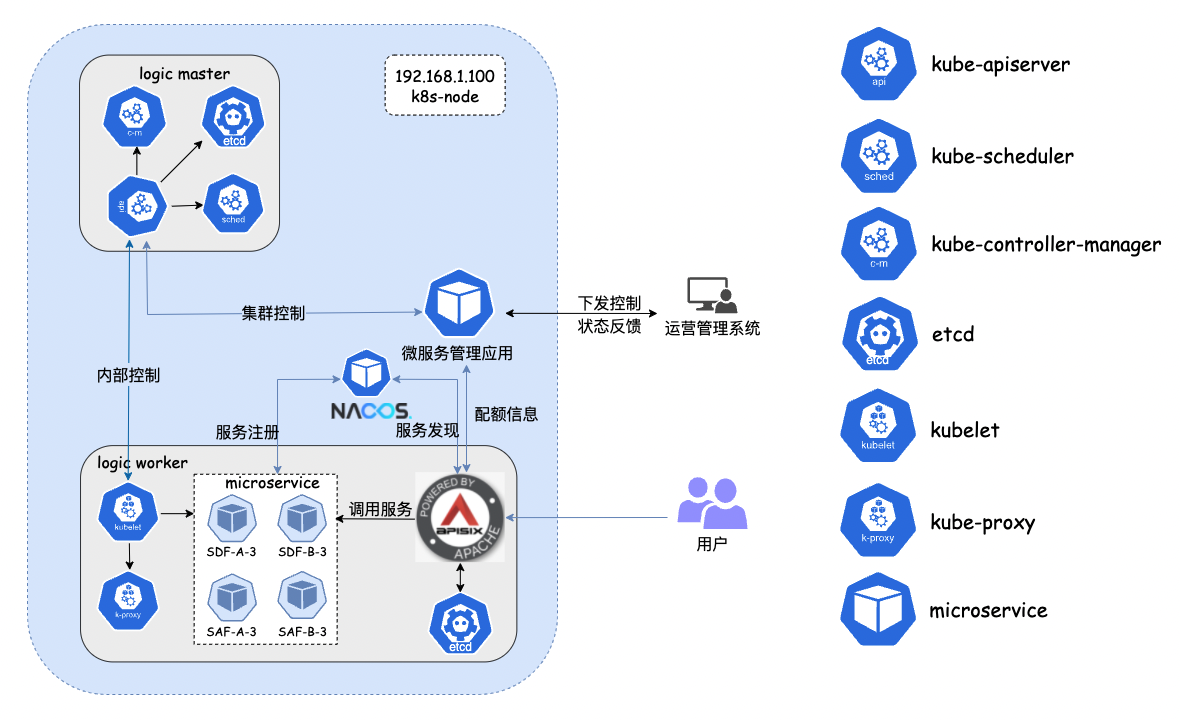 logic master
192.168.1.100
k8s-node
c-m
etcd
api
sched
集群控制
微服务管理应用
下发控制
状态反馈
运营管理系统
内部控制
NACOS.
服务注册
服务发现
配额信息
logic worker
microservice
kubelet
SDF-A-3
SDF-B-3
调用服务
POWERED BY
APISIX
APACHE
用户
k-proxy
SAF-A-3
SAF-B-3
etcd
api
kube-apiserver
sched
kube-scheduler
c-m
kube-controller-manager
etcd
etcd
kubelet
kubelet
k-proxy
kube-proxy
microservice